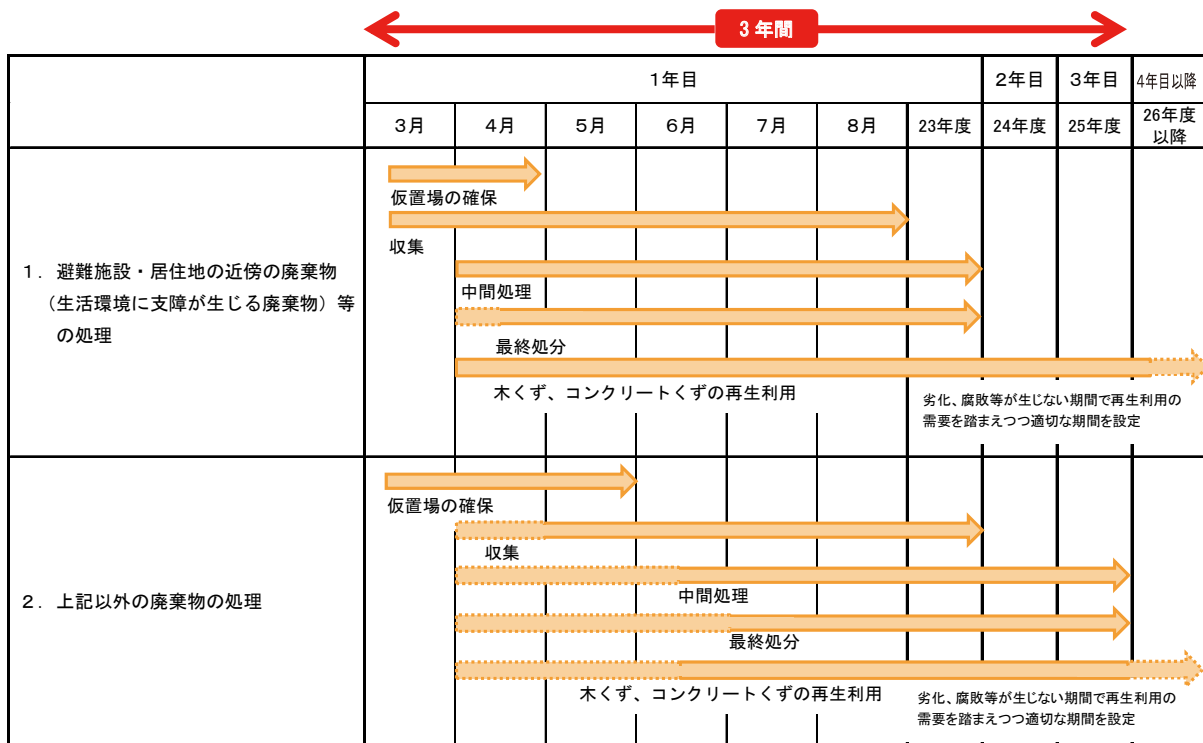 3年間
1年目
2年目
3年目
4年目以降
3月
4月
5月
6月
7月
8月
23年度
24年度
25年度
26年度
以降
1．避難施設・居住地の近傍の廃棄物
（生活環境に支障が生じる廃棄物）等
の処理
仮置場の確保
収集
中間処理
最終処分
木くず、コンクリートくずの再生利用
劣化、腐敗等が生じない期間で再生利用の
需要を踏まえつつ適切な期間を設定
2．上記以外の廃棄物の処理
仮置場の確保
収集
中間処理
最終処分
木くず、コンクリートくずの再生利用
劣化、腐敗等が生じない期間で再生利用の
需要を踏まえつつ適切な期間を設定